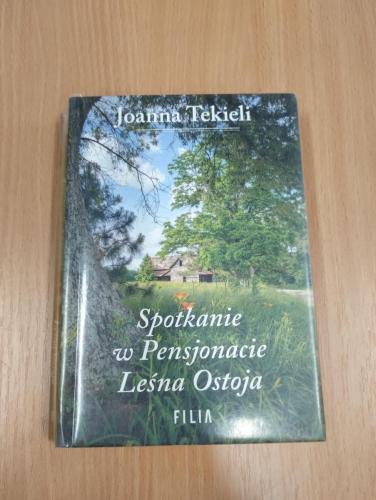 Joanna Tekieli
Spotkanie
w Pensjonacie
Leśna Ostoja
FILIA